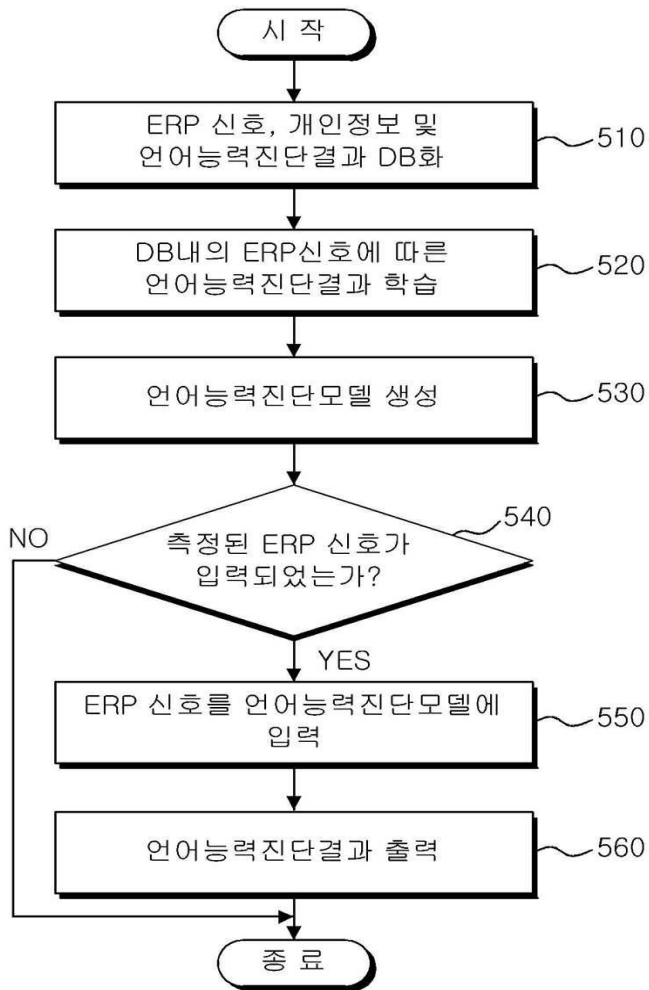 시 작
ERP 신호, 개인정보 및
언어능력진단결과 DB화
510
DB내의 ERP신호에 따른
언어능력진단결과 학습
520
언어능력진단모델 생성
530
540
NO
측정된 ERP 신호가
입력되었는가?
YES
ERP 신호를 언어능력진단모델에
입력
550
언어능력진단결과 출력
560
종 료